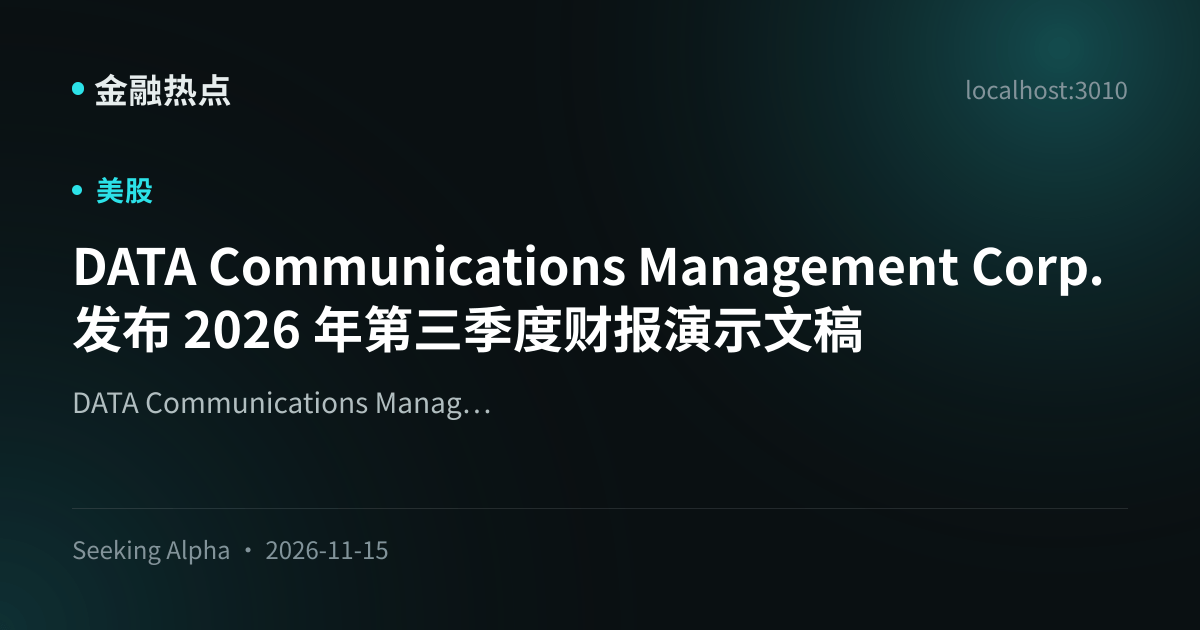 金融热点
localhost:3010
美股
DATA Communications Management Corp.
发布 2026 年第三季度财报演示文稿
DATA Communications Manag…
Seeking Alpha · 2026-11-15